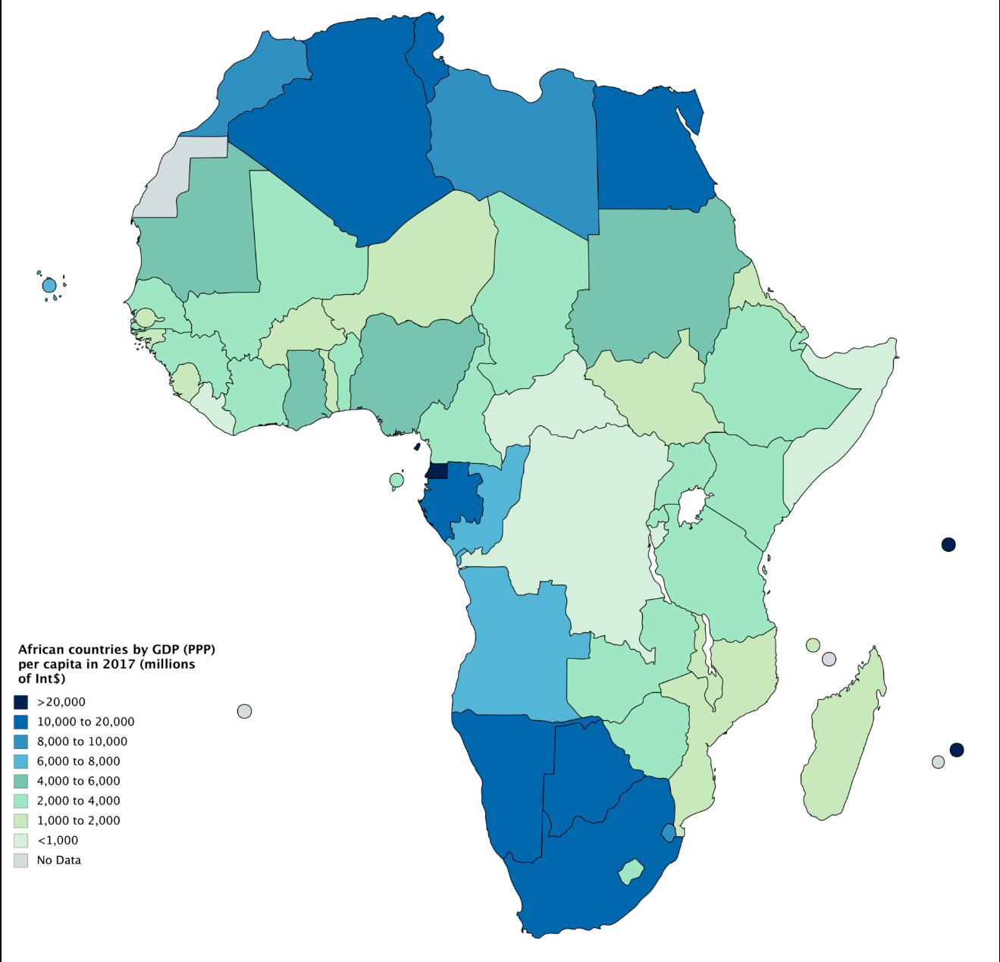 African countries by GDP (PPP)
per capita in 2017 (millions
of Int$)
>20,000
10,000 to 20,000
8,000 to 10,000
6,000 to 8,000
4,000 to 6,000
2,000 to 4,000
1,000 to 2,000
<1,000
No Data